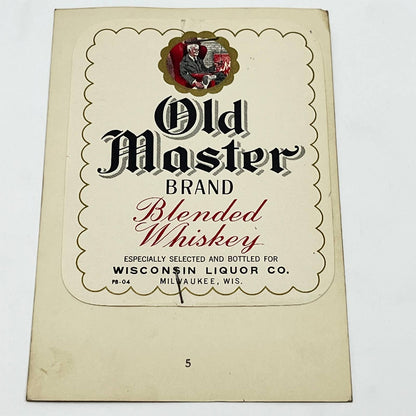 Old
Master
BRAND
Blended
Whiskey
ESPECIALLY SELECTED AND BOTTLED FOR
WISCONSIN LIQUOR CO.
PB-04 MILWAUKEE, WIS.
5